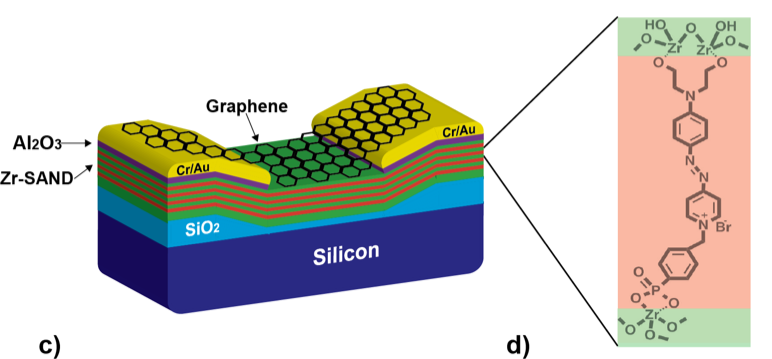 Graphene
Al2O3
Zr-SAND
Cr/Au
Cr/Au
SiO2
Silicon
c)
d)
HO O OH
O Zr Zr O
O O
N
N
N
N+ Br-
O
P
O O
Zr
O O O